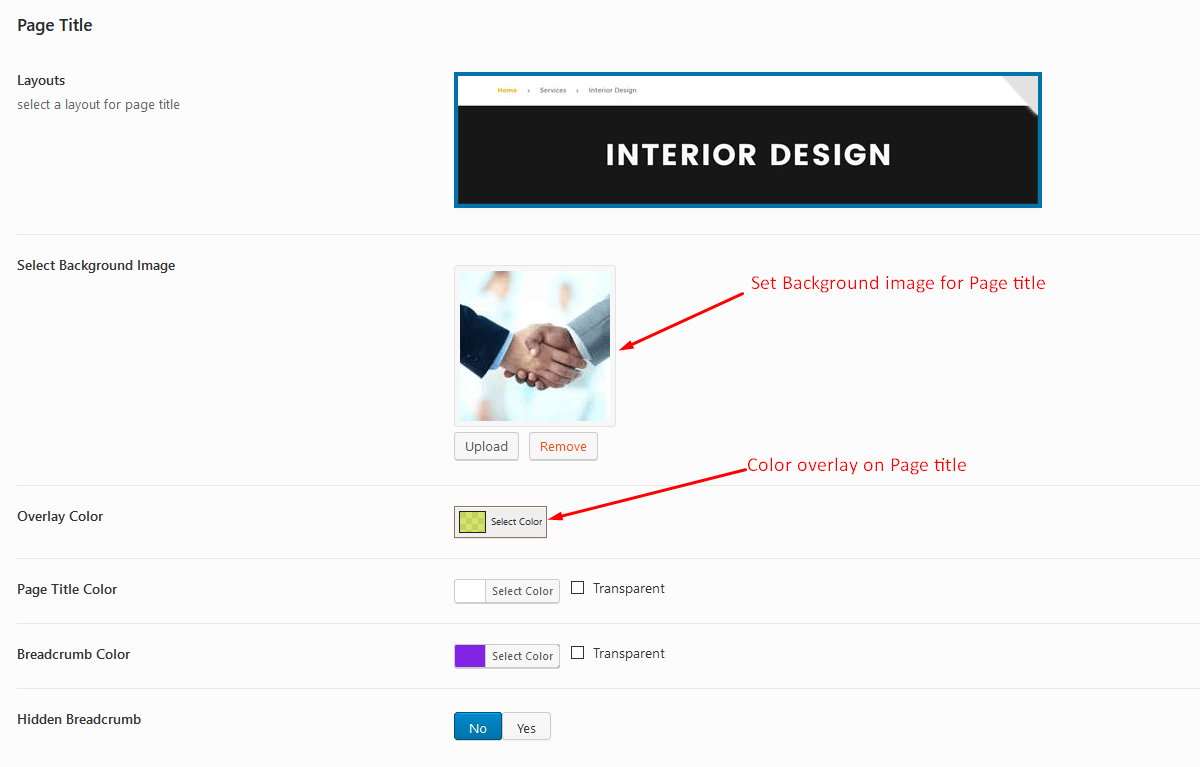 Page Title
Layouts
select a layout for page title
Home › Services › Interior Design
INTERIOR DESIGN
Select Background Image
Set Background image for Page title
Upload Remove
Color overlay on Page title
Overlay Color
Select Color
Page Title Color
Select Color Transparent
Breadcrumb Color
Select Color Transparent
Hidden Breadcrumb
No Yes